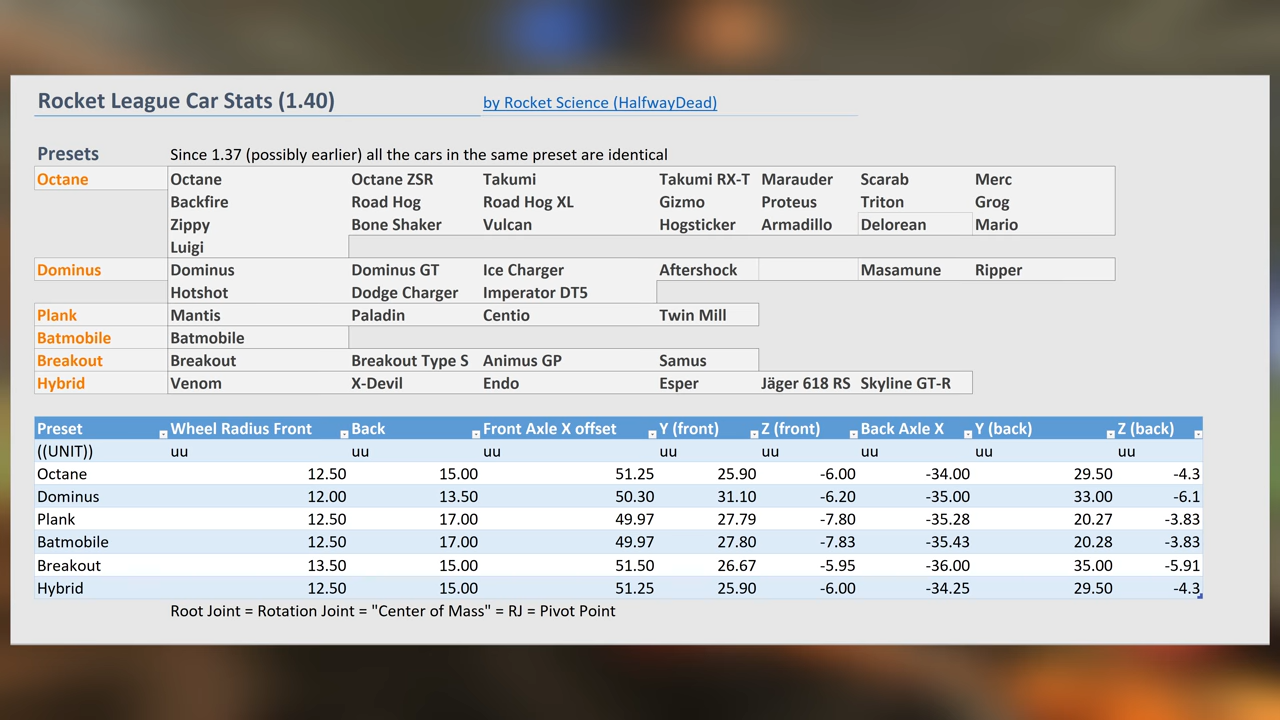 Rocket League Car Stats (1.40) by Rocket Science (HalfwayDead)
Presets Since 1.37 (possibly earlier) all the cars in the same preset are identical
Octane Octane Octane ZSR Takumi Takumi RX-T Marauder Scarab Merc
Backfire Road Hog Road Hog XL Gizmo Proteus Triton Grog
Zippy Bone Shaker Vulcan Hogsticker Armadillo Delorean Mario
Luigi
Dominus Dominus Dominus GT Ice Charger Aftershock Masamune Ripper
Hotshot Dodge Charger Imperator DT5
Plank Mantis Paladin Centio Twin Mill
Batmobile Batmobile
Breakout Breakout Breakout Type S Animus GP Samus
Hybrid Venom X-Devil Endo Esper Jäger 618 RS Skyline GT-R
Preset Wheel Radius Front Back Front Axle X offset Y (front) Z (front) Back Axle X Y (back) Z (back)
((UNIT)) uu uu uu uu uu uu uu uu
Octane 12.50 15.00 51.25 25.90 -6.00 -34.00 29.50 -4.3
Dominus 12.00 13.50 50.30 31.10 -6.20 -35.00 33.00 -6.1
Plank 12.50 17.00 49.97 27.79 -7.80 -35.28 20.27 -3.83
Batmobile 12.50 17.00 49.97 27.80 -7.83 -35.43 20.28 -3.83
Breakout 13.50 15.00 51.50 26.67 -5.95 -36.00 35.00 -5.91
Hybrid 12.50 15.00 51.25 25.90 -6.00 -34.25 29.50 -4.3
Root Joint = Rotation Joint = "Center of Mass" = RJ = Pivot Point